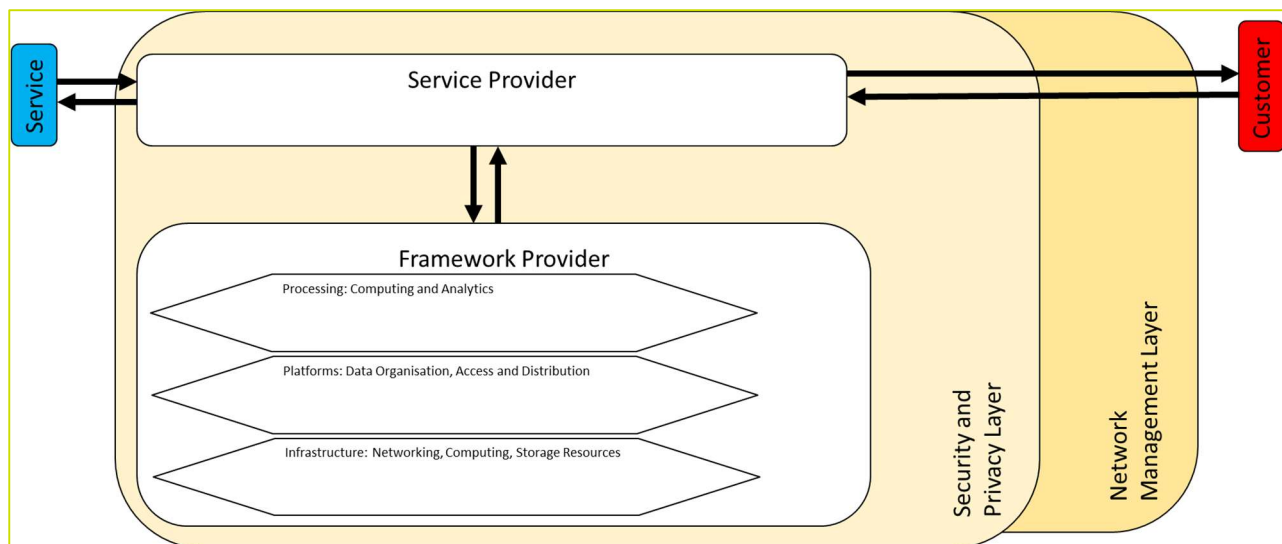 Service
Service Provider
Customer
Framework Provider
Processing: Computing and Analytics
Platforms: Data Organisation, Access and Distribution
Infrastructure: Networking, Computing, Storage Resources
Security and
Privacy Layer
Network
Management Layer